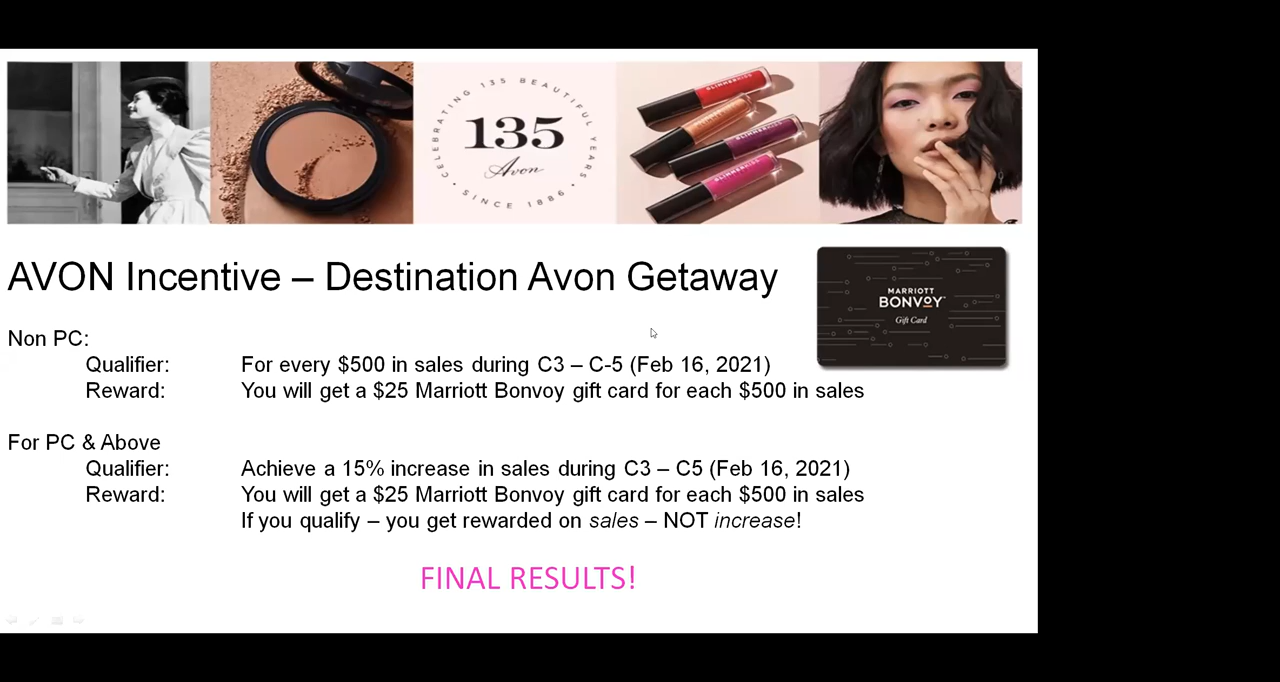 CELEBRATING 135 BEAUTIFUL YEARS
135
Avon
• SINCE 1886 •
GLIMMERKISS
GLIMMERKISS
GLIMMERKISS
GLIMMERKISS
AVON Incentive – Destination Avon Getaway
MARRIOTT
BONVOY
Gift Card
Non PC:
Qualifier: For every $500 in sales during C3 – C-5 (Feb 16, 2021)
Reward: You will get a $25 Marriott Bonvoy gift card for each $500 in sales
For PC & Above
Qualifier: Achieve a 15% increase in sales during C3 – C5 (Feb 16, 2021)
Reward: You will get a $25 Marriott Bonvoy gift card for each $500 in sales
If you qualify – you get rewarded on sales – NOT increase!
FINAL RESULTS!